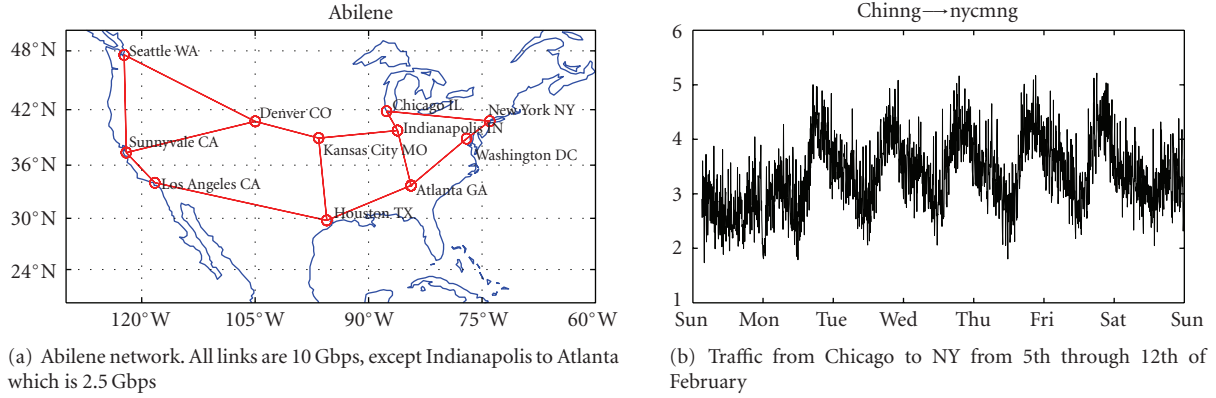 Abilene
48°N
42°N
36°N
30°N
24°N
Seattle WA
Denver CO
Chicago IL
New York NY
Indianapolis IN
Sunnyvale CA
Kansas City MO
Washington DC
Los Angeles CA
Atlanta GA
Houston TX
120°W 105°W 90°W 75°W 60°W
(a) Abilene network. All links are 10 Gbps, except Indianapolis to Atlanta
which is 2.5 Gbps
Chinng→nycmng
6
5
4
3
2
1
Sun Mon Tue Wed Thu Fri Sat Sun
(b) Traffic from Chicago to NY from 5th through 12th of
February